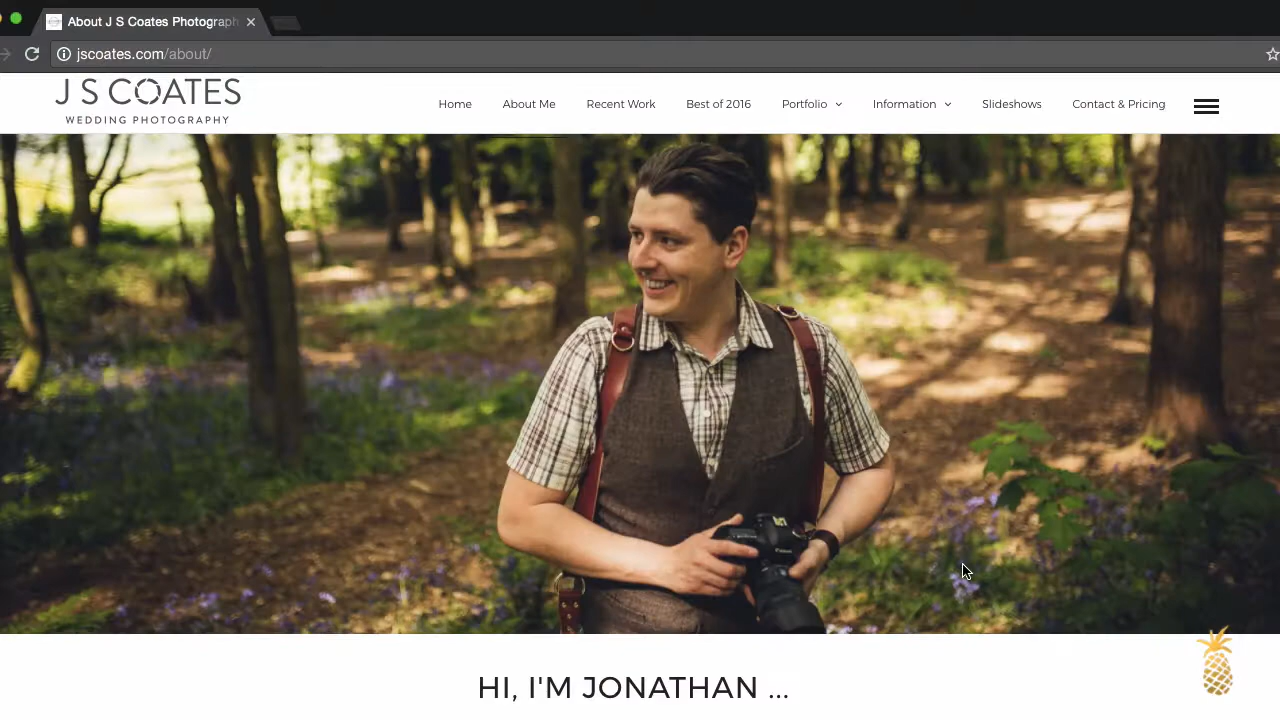 About J S Coates Photograph
jscoates.com/about/
J S COATES
WEDDING PHOTOGRAPHY
Home
About Me
Recent Work
Best of 2016
Portfolio
Information
Slideshows
Contact & Pricing
Canon
HI, I'M JONATHAN ...